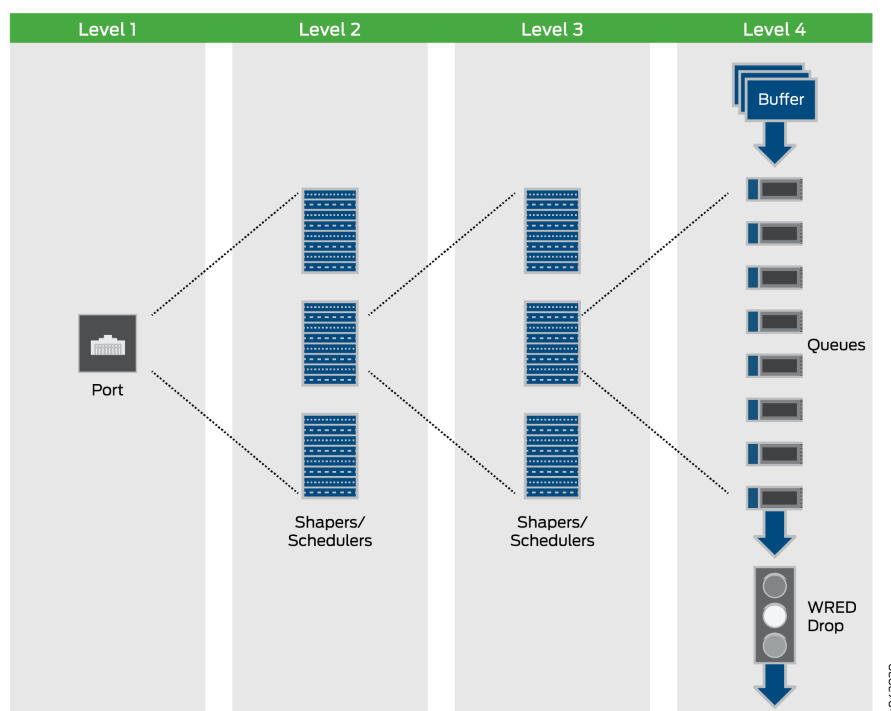 Level 1
Level 2
Level 3
Level 4
Buffer
Port
Queues
Shapers/
Schedulers
Shapers/
Schedulers
WRED
Drop